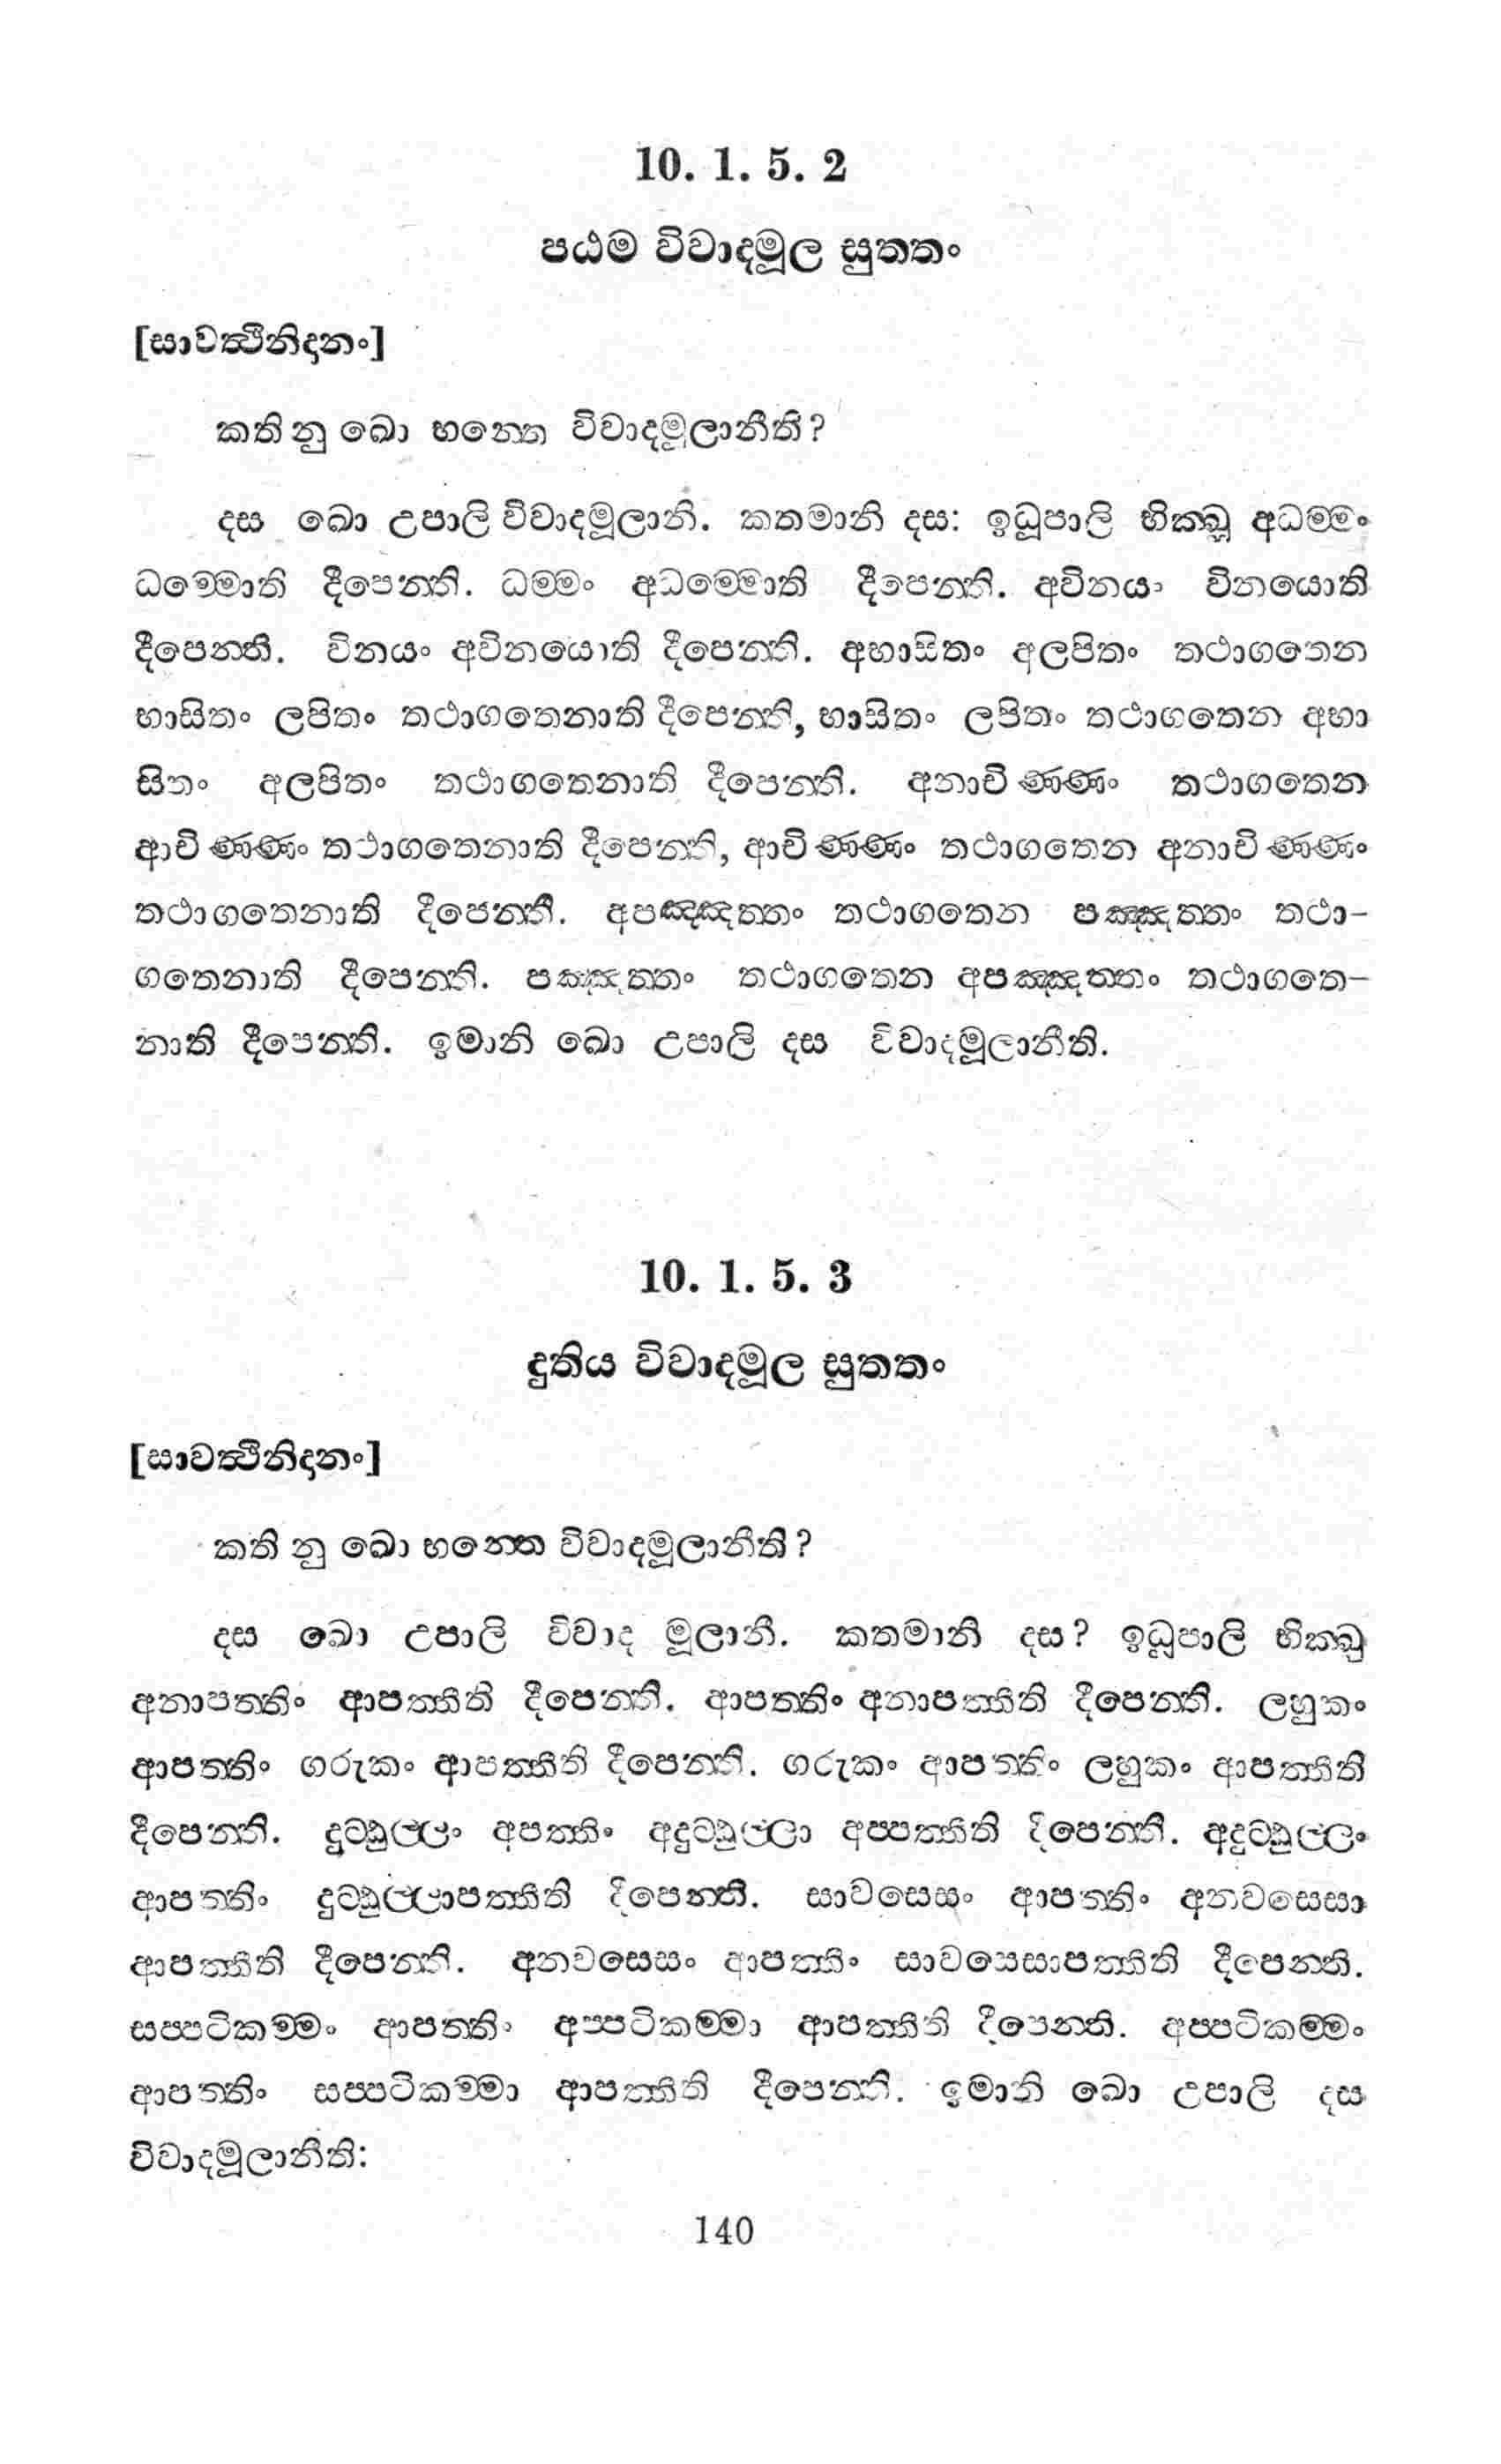 10. 1. 5. 2
පඨම විවාදමූල සුත්තං
[සාවත්ථිනිදානං]
කති නු ඛො භන්තෙ විවාදමූලානීති?
දස ඛො උපාලි විවාදමූලානි. කතමානි දස: ඉධූපාලි භික්ඛූ අධම්මං
ධම්මොති දීපෙන්ති. ධම්මං අධම්මොති දීපෙන්ති. අවිනයං විනයොති
දීපෙන්ති. විනයං අවිනයොති දීපෙන්ති. අභාසිතං අලපිතං තථාගතෙන
භාසිතං ලපිතං තථාගතෙනාති දීපෙන්ති, භාසිතං ලපිතං තථාගතෙන අභා
සිතං අලපිතං තථාගතෙනාති දීපෙන්ති. අනාචිණ්ණං තථාගතෙන
ආචිණ්ණං තථාගතෙනාති දීපෙන්ති, ආචිණ්ණං තථාගතෙන අනාචිණ්ණං
තථාගතෙනාති දීපෙන්ති. අපඤ්ඤත්තං තථාගතෙන පඤ්ඤත්තං තථා-
ගතෙනාති දීපෙන්ති. පඤ්ඤත්තං තථාගතෙන අපඤ්ඤත්තං තථාගතෙ-
නාති දීපෙන්ති. ඉමානි ඛො උපාලි දස විවාදමූලානීති.
10. 1. 5. 3
දුතිය විවාදමූල සුත්තං
[සාවත්ථිනිදානං]
කති නු ඛො භන්තෙ විවාදමූලානීති?
දස ඛො උපාලි විවාද මූලානී. කතමානි දස? ඉධූපාලි භික්ඛු
අනාපත්තිං ආපත්තීති දීපෙන්ති. ආපත්තිං අනාපත්තීති දීපෙන්ති. ලහුකං
ආපත්තිං ගරුකං ආපත්තීති දීපෙන්ති. ගරුකං ආපත්තිං ලහුකං ආපත්තීති
දීපෙන්ති. දුට්ඨුල්ලං අපත්තිං අදුට්ඨුල්ලා අප්පත්තීති දීපෙන්ති. අදුට්ඨුල්ලං
ආපත්තිං දුට්ඨුල්ලාපත්තීති දීපෙන්ති. සාවසෙසං ආපත්තිං අනවසෙසා
ආපත්තීති දීපෙන්ති. අනවසෙසං ආපත්තිං සාවසෙසාපත්තීති දීපෙන්ති.
සප්පටිකම්මං ආපත්තිං අප්පටිකම්මා ආපත්තීති දීපෙන්ති. අප්පටිකම්මං
ආපත්තිං සප්පටිකම්මා ආපත්තීති දීපෙන්ති. ඉමානි ඛො උපාලි දස
විවාදමූලානීති:
140